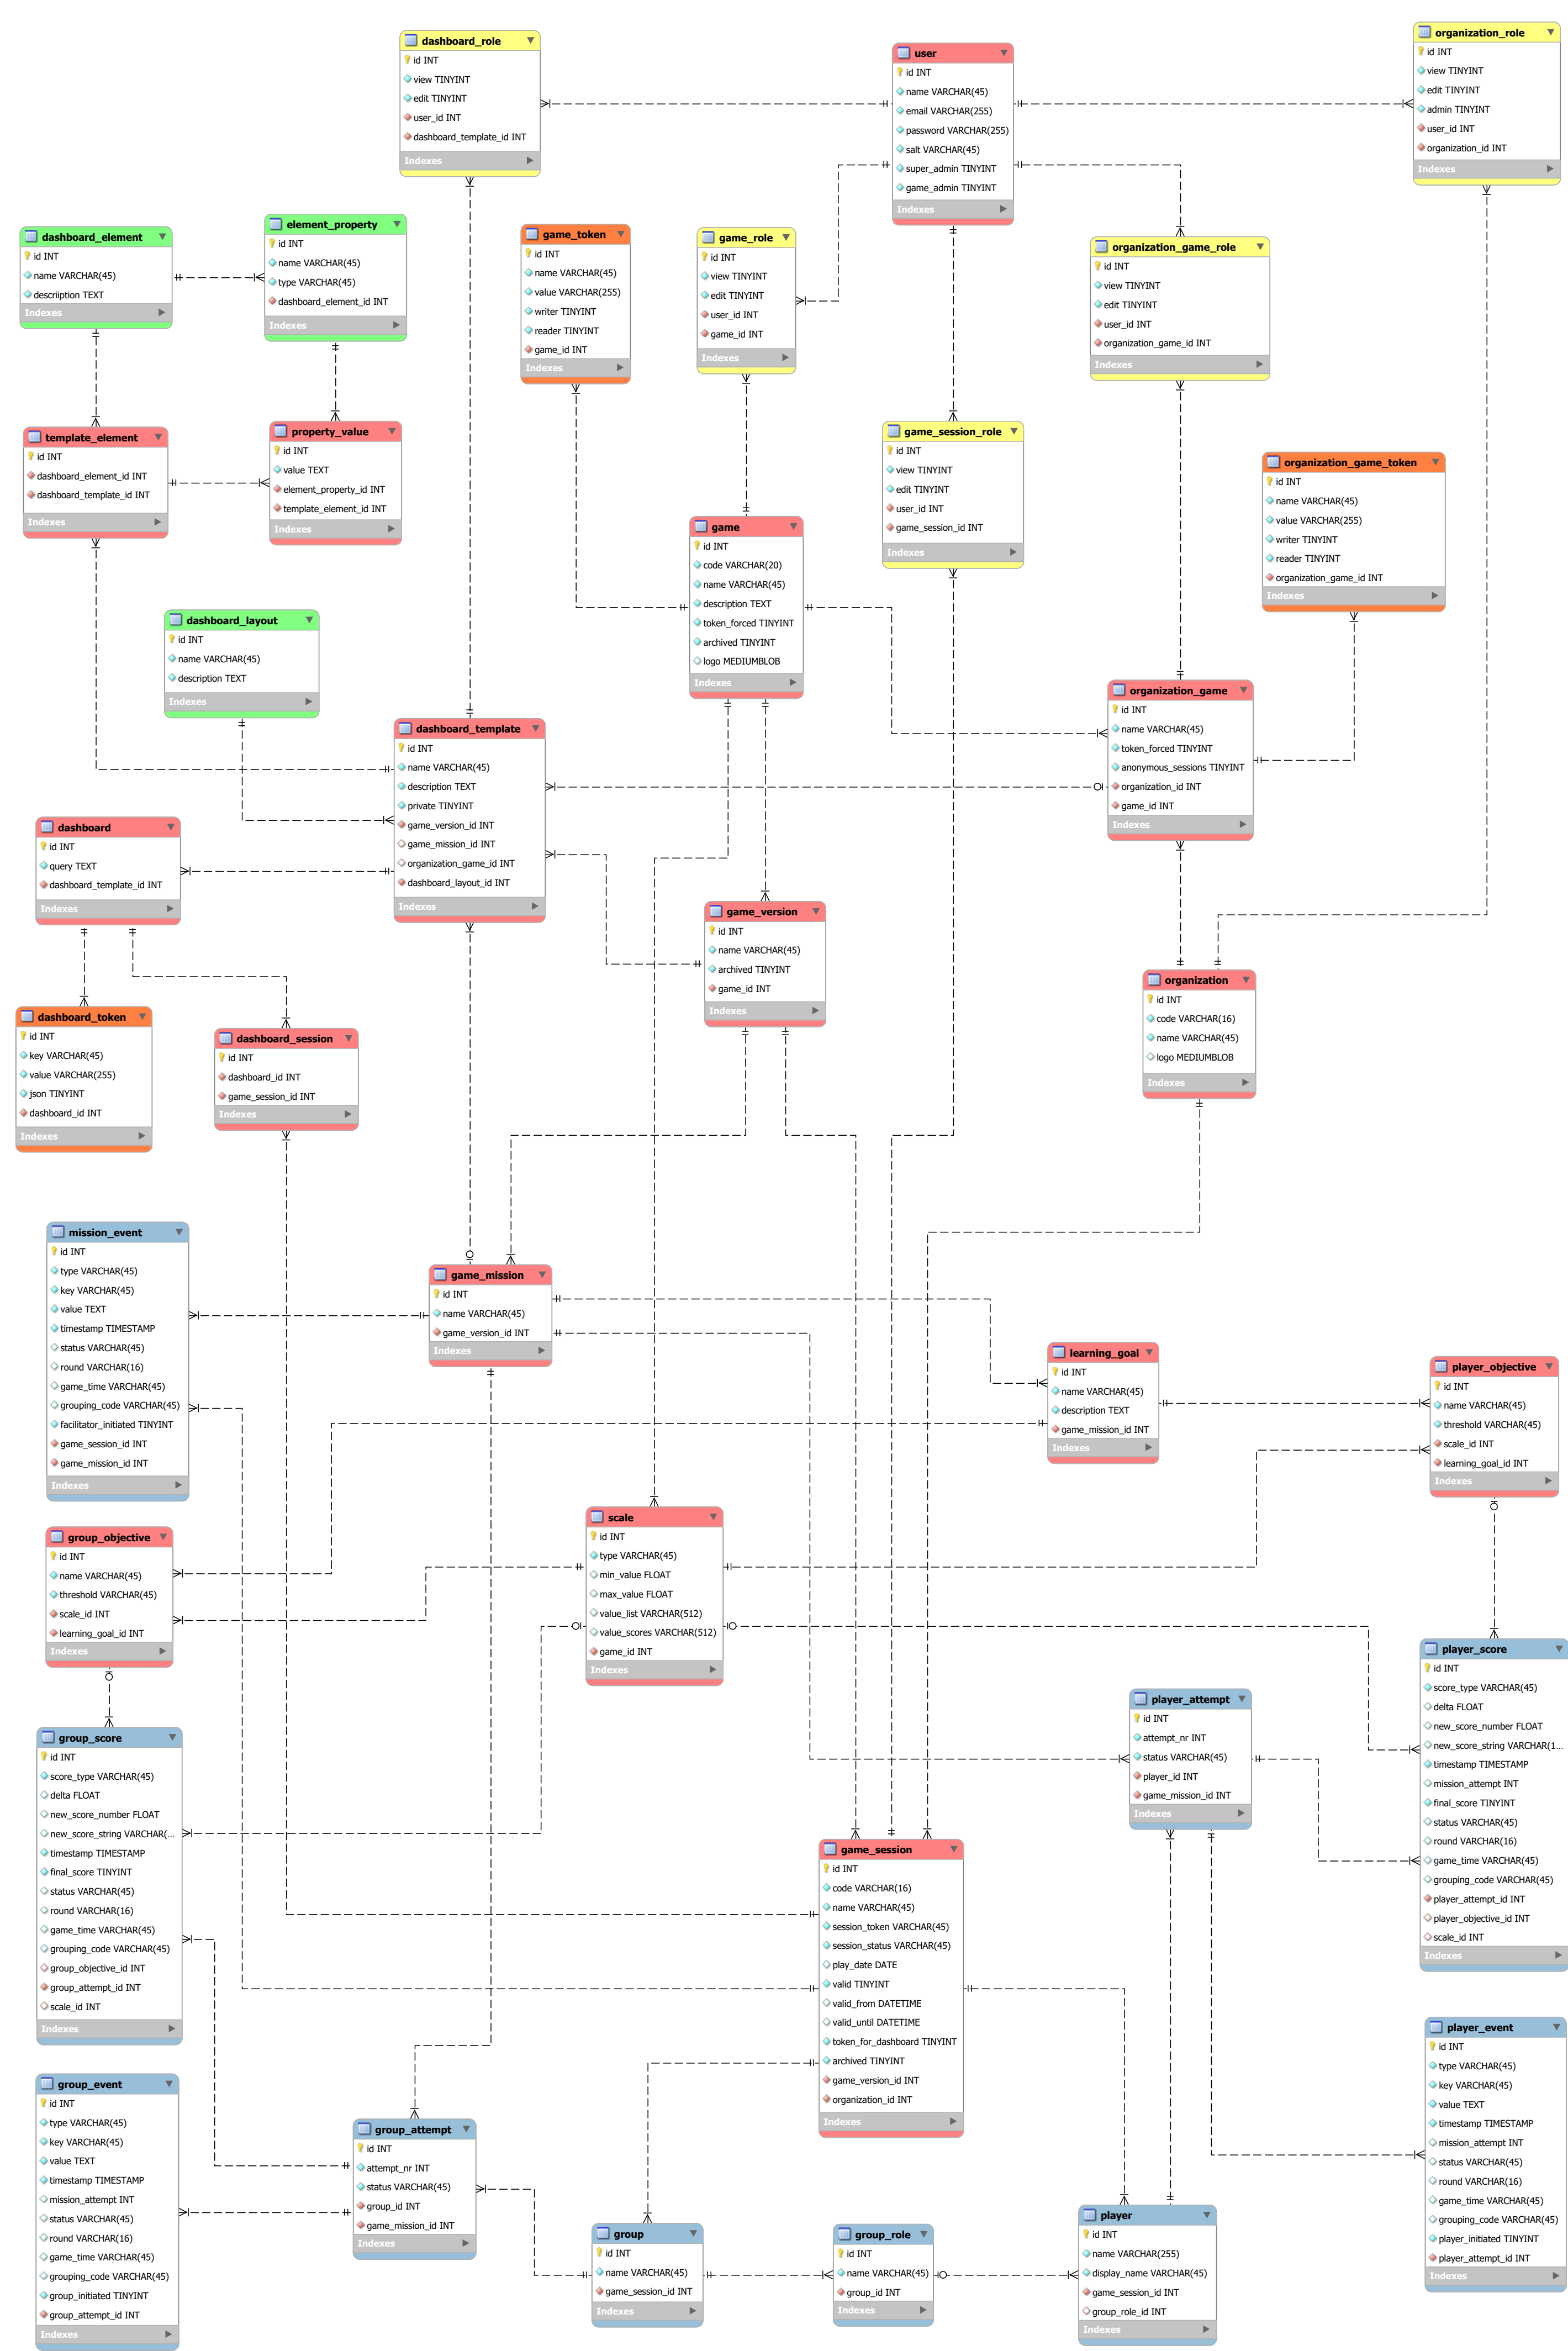 dashboard_role
id INT
view TINYINT
edit TINYINT
user_id INT
dashboard_template_id INT
Indexes
user
id INT
name VARCHAR(45)
email VARCHAR(255)
password VARCHAR(255)
salt VARCHAR(45)
super_admin TINYINT
game_admin TINYINT
Indexes
organization_role
id INT
view TINYINT
edit TINYINT
admin TINYINT
user_id INT
organization_id INT
Indexes
dashboard_element
id INT
name VARCHAR(45)
descriiption TEXT
Indexes
element_property
id INT
name VARCHAR(45)
type VARCHAR(45)
dashboard_element_id INT
Indexes
game_token
id INT
name VARCHAR(45)
value VARCHAR(255)
writer TINYINT
reader TINYINT
game_id INT
Indexes
game_role
id INT
view TINYINT
edit TINYINT
user_id INT
game_id INT
Indexes
organization_game_role
id INT
view TINYINT
edit TINYINT
user_id INT
organization_game_id INT
Indexes
template_element
id INT
dashboard_element_id INT
dashboard_template_id INT
Indexes
property_value
id INT
value TEXT
element_property_id INT
template_element_id INT
Indexes
game_session_role
id INT
view TINYINT
edit TINYINT
user_id INT
game_session_id INT
Indexes
organization_game_token
id INT
name VARCHAR(45)
value VARCHAR(255)
writer TINYINT
reader TINYINT
organization_game_id INT
Indexes
game
id INT
code VARCHAR(20)
name VARCHAR(45)
description TEXT
token_forced TINYINT
archived TINYINT
logo MEDIUMBLOB
Indexes
dashboard_layout
id INT
name VARCHAR(45)
description TEXT
Indexes
organization_game
id INT
name VARCHAR(45)
token_forced TINYINT
anonymous_sessions TINYINT
organization_id INT
game_id INT
Indexes
dashboard_template
id INT
name VARCHAR(45)
description TEXT
private TINYINT
game_version_id INT
game_mission_id INT
organization_game_id INT
dashboard_layout_id INT
Indexes
dashboard
id INT
query TEXT
dashboard_template_id INT
Indexes
game_version
id INT
name VARCHAR(45)
archived TINYINT
game_id INT
Indexes
organization
id INT
code VARCHAR(16)
name VARCHAR(45)
logo MEDIUMBLOB
Indexes
dashboard_token
id INT
key VARCHAR(45)
value VARCHAR(255)
json TINYINT
dashboard_id INT
Indexes
dashboard_session
id INT
dashboard_id INT
game_session_id INT
Indexes
mission_event
id INT
type VARCHAR(45)
key VARCHAR(45)
value TEXT
timestamp TIMESTAMP
status VARCHAR(45)
round VARCHAR(16)
game_time VARCHAR(45)
grouping_code VARCHAR(45)
facilitator_initiated TINYINT
game_session_id INT
game_mission_id INT
Indexes
game_mission
id INT
name VARCHAR(45)
game_version_id INT
Indexes
learning_goal
id INT
name VARCHAR(45)
description TEXT
game_mission_id INT
Indexes
player_objective
id INT
name VARCHAR(45)
threshold VARCHAR(45)
scale_id INT
learning_goal_id INT
Indexes
group_objective
id INT
name VARCHAR(45)
threshold VARCHAR(45)
scale_id INT
learning_goal_id INT
Indexes
scale
id INT
type VARCHAR(45)
min_value FLOAT
max_value FLOAT
value_list VARCHAR(512)
value_scores VARCHAR(512)
game_id INT
Indexes
player_score
id INT
score_type VARCHAR(45)
delta FLOAT
new_score_number FLOAT
new_score_string VARCHAR(1...
timestamp TIMESTAMP
mission_attempt INT
final_score TINYINT
status VARCHAR(45)
round VARCHAR(16)
game_time VARCHAR(45)
grouping_code VARCHAR(45)
player_attempt_id INT
player_objective_id INT
scale_id INT
Indexes
player_attempt
id INT
attempt_nr INT
status VARCHAR(45)
player_id INT
game_mission_id INT
Indexes
group_score
id INT
score_type VARCHAR(45)
delta FLOAT
new_score_number FLOAT
new_score_string VARCHAR(...
timestamp TIMESTAMP
final_score TINYINT
status VARCHAR(45)
round VARCHAR(16)
game_time VARCHAR(45)
grouping_code VARCHAR(45)
group_objective_id INT
group_attempt_id INT
scale_id INT
Indexes
game_session
id INT
code VARCHAR(16)
name VARCHAR(45)
session_token VARCHAR(45)
session_status VARCHAR(45)
play_date DATE
valid TINYINT
valid_from DATETIME
valid_until DATETIME
token_for_dashboard TINYINT
archived TINYINT
game_version_id INT
organization_id INT
Indexes
player_event
id INT
type VARCHAR(45)
key VARCHAR(45)
value TEXT
timestamp TIMESTAMP
mission_attempt INT
status VARCHAR(45)
round VARCHAR(16)
game_time VARCHAR(45)
grouping_code VARCHAR(45)
player_initiated TINYINT
player_attempt_id INT
Indexes
group_event
id INT
type VARCHAR(45)
key VARCHAR(45)
value TEXT
timestamp TIMESTAMP
mission_attempt INT
status VARCHAR(45)
round VARCHAR(16)
game_time VARCHAR(45)
grouping_code VARCHAR(45)
group_initiated TINYINT
group_attempt_id INT
Indexes
group_attempt
id INT
attempt_nr INT
status VARCHAR(45)
group_id INT
game_mission_id INT
Indexes
group
id INT
name VARCHAR(45)
game_session_id INT
Indexes
group_role
id INT
name VARCHAR(45)
group_id INT
Indexes
player
id INT
name VARCHAR(255)
display_name VARCHAR(45)
game_session_id INT
group_role_id INT
Indexes